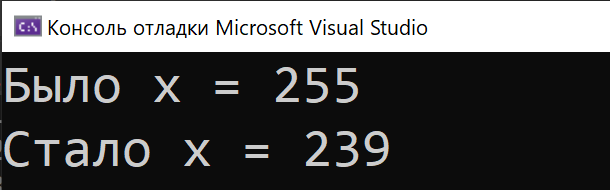 Консоль отладки Microsoft Visual Studio
Было x = 255
Стало x = 239